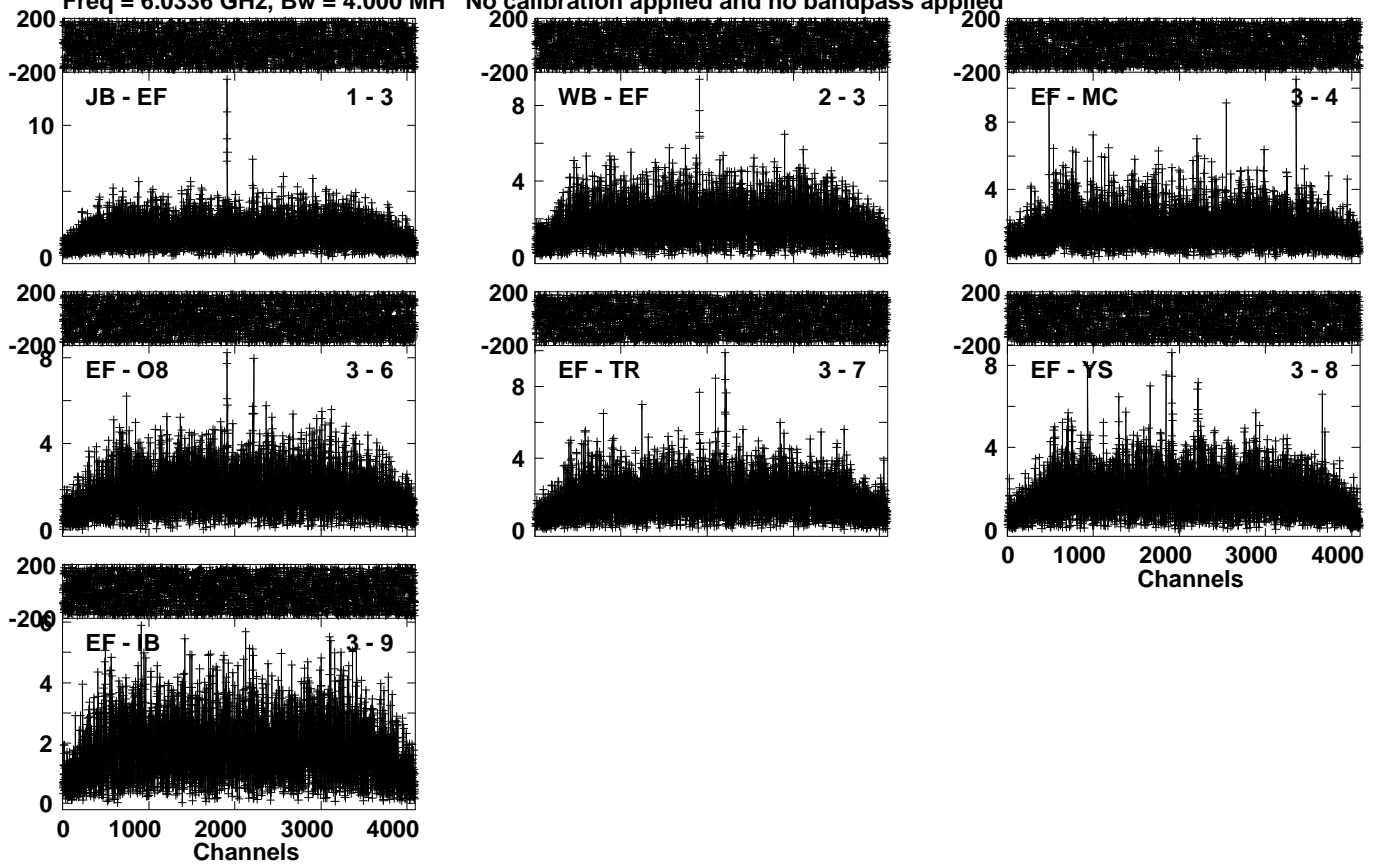 Freq = 6.0336 GHz, Bw = 4.000 MH No calibration applied and no bandpass applied
200 200 200
-200 -200 -200
JB - EF 1 - 3 WB - EF 2 - 3 EF - MC 3 - 4
10 8 8
4 4
0 0 0
200 200 200
-200 -200 -200
8 8 8
EF - O8 3 - 6 EF - TR 3 - 7 EF - YS 3 - 8
4 4 4
0 0 0
0 1000 2000 3000 4000
Channels
200
-200
6
EF - IB 3 - 9
4
2
0
0 1000 2000 3000 4000
Channels